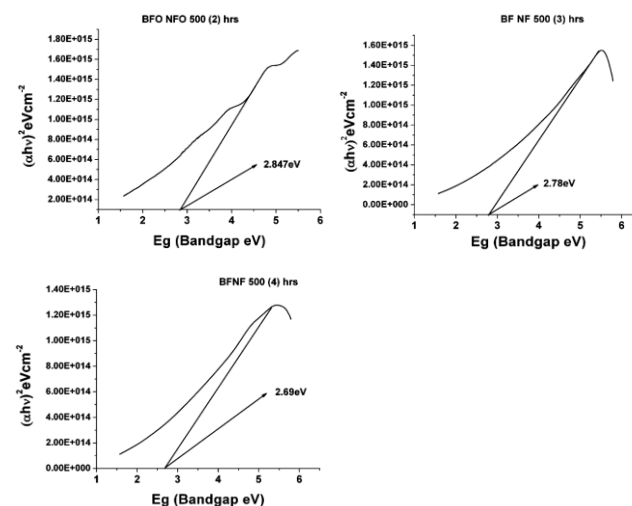 BFO NFO 500 (2) hrs
1.80E+015
1.60E+015
1.40E+015
1.20E+015
1.00E+015
8.00E+014
6.00E+014
4.00E+014
2.00E+014
(αhν)²eVcm⁻²
2.847eV
1 2 3 4 5 6
Eg (Bandgap eV)
BF NF 500 (3) hrs
1.60E+015
1.40E+015
1.20E+015
1.00E+015
8.00E+014
6.00E+014
4.00E+014
2.00E+014
0.00E+000
(αhν)²eVcm⁻²
2.78eV
1 2 3 4 5 6
Eg (Bandgap eV)
BFNF 500 (4) hrs
1.40E+015
1.20E+015
1.00E+015
8.00E+014
6.00E+014
4.00E+014
2.00E+014
0.00E+000
(αhν)²eVcm⁻²
2.69eV
1 2 3 4 5 6
Eg (Bandgap eV)